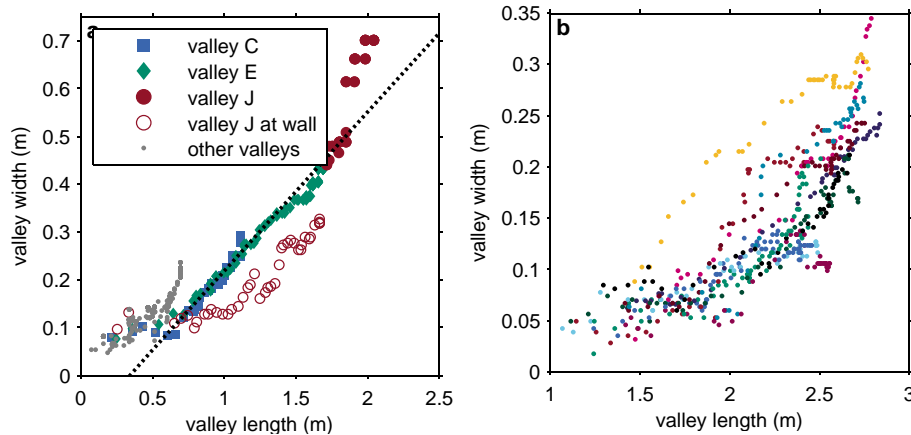 a
valley C
valley E
valley J
valley J at wall
other valleys
0.7
0.6
0.5
0.4
0.3
0.2
0.1
0
valley width (m)
0 0.5 1 1.5 2 2.5
valley length (m)
b
0.35
0.3
0.25
0.2
0.15
0.1
0.05
0
valley width (m)
1 1.5 2 2.5 3
valley length (m)